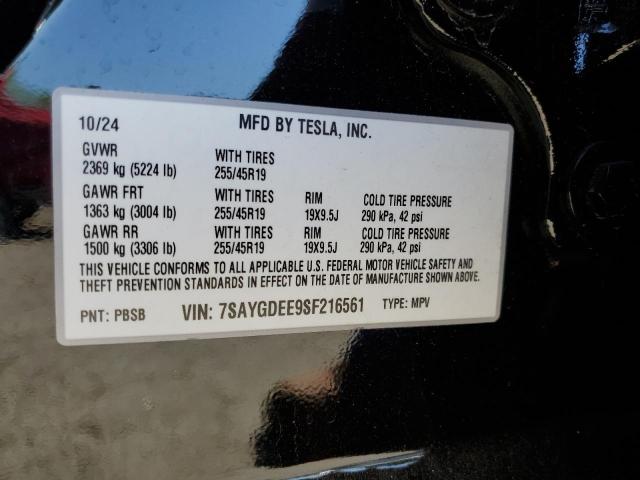 10/24 MFD BY TESLA, INC.
GVWR WITH TIRES
2369 kg (5224 lb) 255/45R19
GAWR FRT WITH TIRES RIM COLD TIRE PRESSURE
1363 kg (3004 lb) 255/45R19 19X9.5J 290 kPa, 42 psi
GAWR RR WITH TIRES RIM COLD TIRE PRESSURE
1500 kg (3306 lb) 255/45R19 19X9.5J 290 kPa, 42 psi
THIS VEHICLE CONFORMS TO ALL APPLICABLE U.S. FEDERAL MOTOR VEHICLE SAFETY AND
THEFT PREVENTION STANDARDS IN EFFECT ON THE DATE OF MANUFACTURE SHOWN ABOVE.
PNT: PBSB VIN: 7SAYGDEE9SF216561 TYPE: MPV